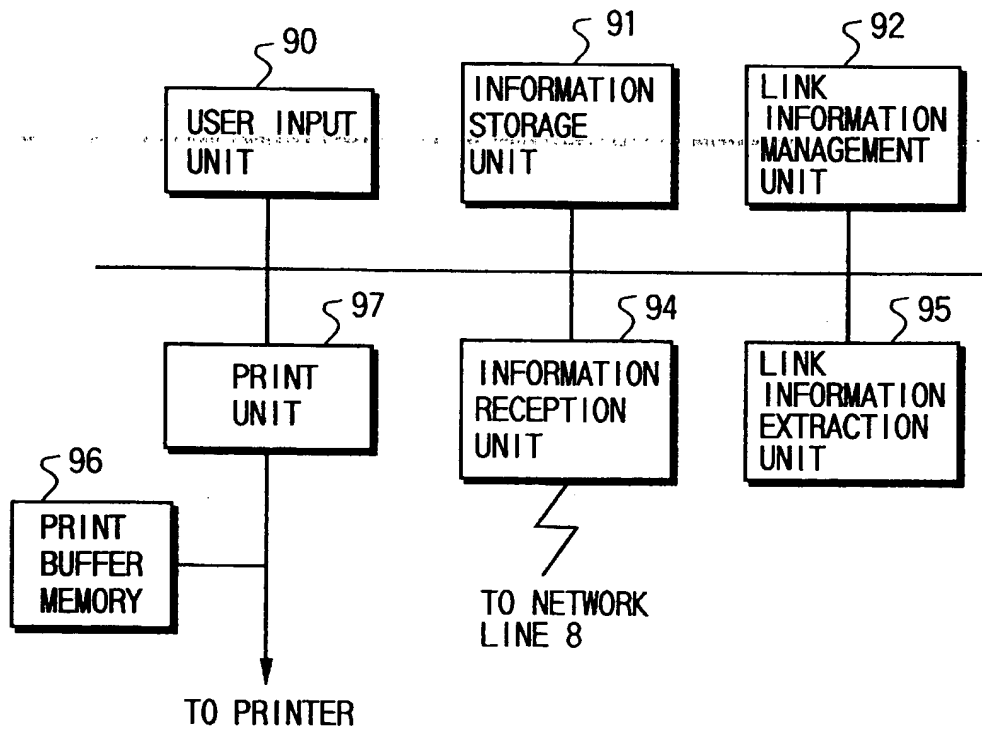 90
USER INPUT
UNIT
91
INFORMATION
STORAGE
UNIT
92
LINK
INFORMATION
MANAGEMENT
UNIT
97
PRINT
UNIT
94
INFORMATION
RECEPTION
UNIT
95
LINK
INFORMATION
EXTRACTION
UNIT
96
PRINT
BUFFER
MEMORY
TO NETWORK
LINE 8
TO PRINTER